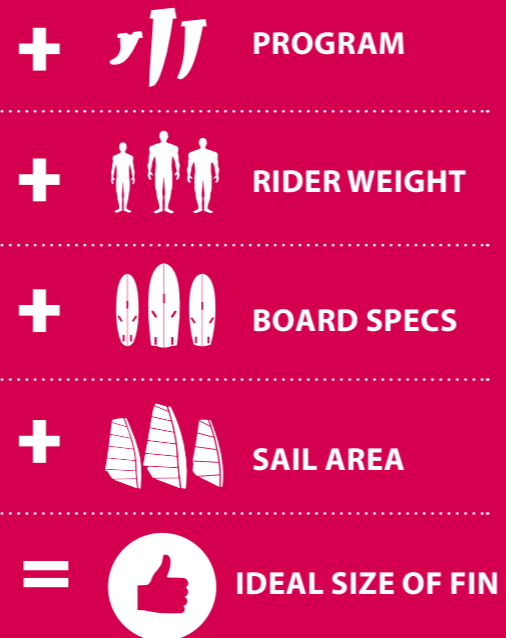 + PROGRAM
+ RIDER WEIGHT
+ BOARD SPECS
+ SAIL AREA
= IDEAL SIZE OF FIN